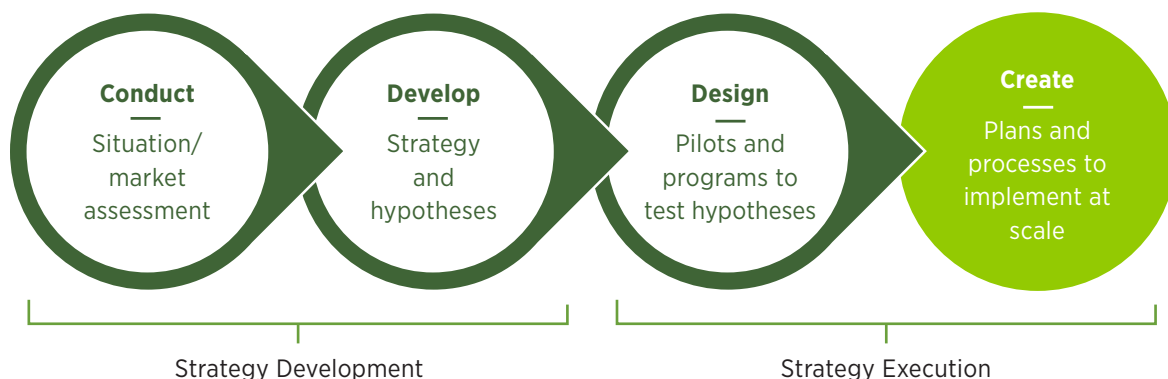 Conduct
Situation/
market
assessment
Develop
Strategy
and
hypotheses
Design
Pilots and
programs to
test hypotheses
Create
Plans and
processes to
implement at
scale
Strategy Development
Strategy Execution